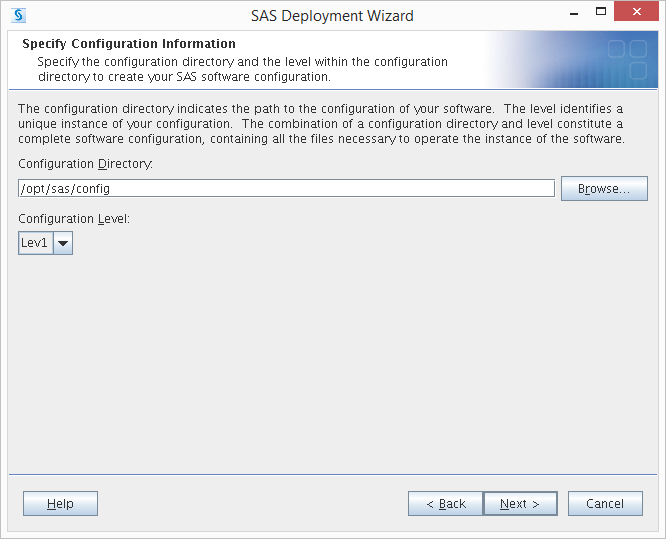 SAS Deployment Wizard
Specify Configuration Information
Specify the configuration directory and the level within the configuration
directory to create your SAS software configuration.
The configuration directory indicates the path to the configuration of your software. The level identifies a
unique instance of your configuration. The combination of a configuration directory and level constitute a
complete software configuration, containing all the files necessary to operate the instance of the software.
Configuration Directory:
/opt/sas/config
Browse...
Configuration Level:
Lev1
Help
< Back
Next >
Cancel